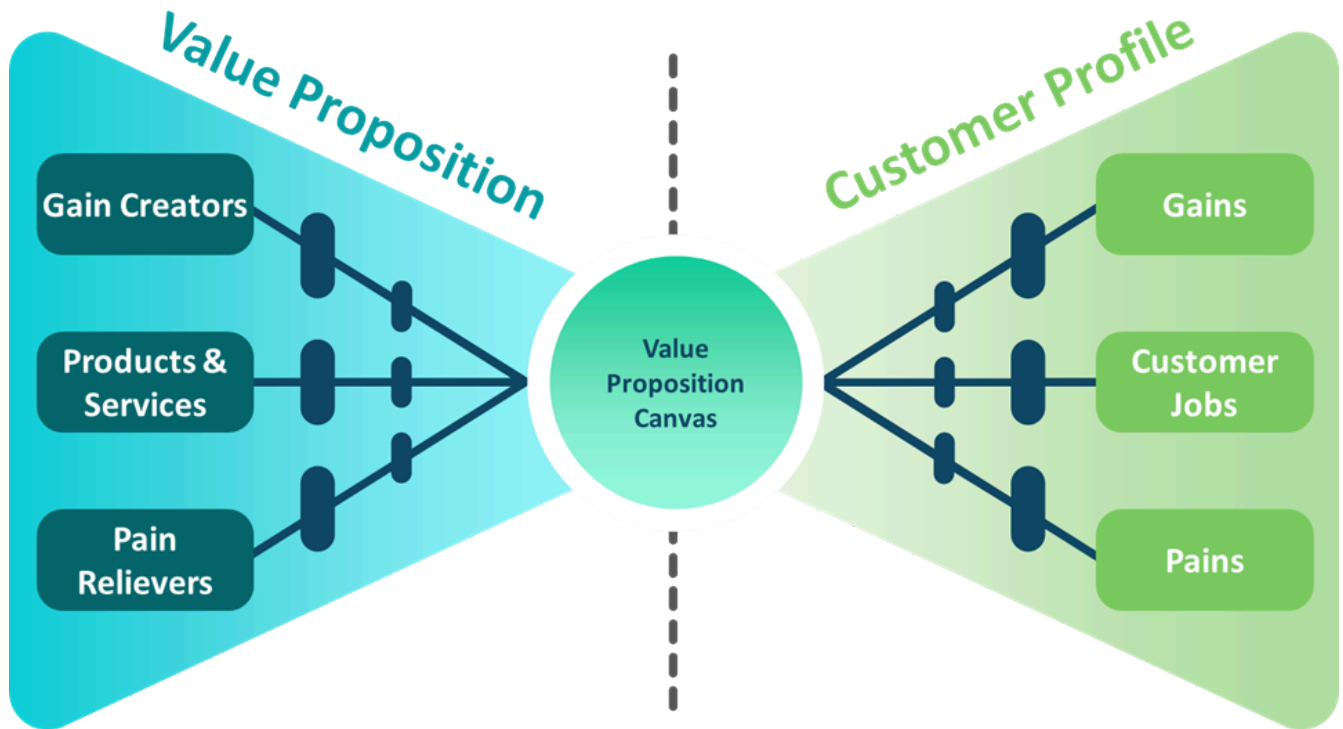 Value Proposition
Customer Profile
Gain Creators
Products &
Services
Pain
Relievers
Value
Proposition
Canvas
Gains
Customer
Jobs
Pains